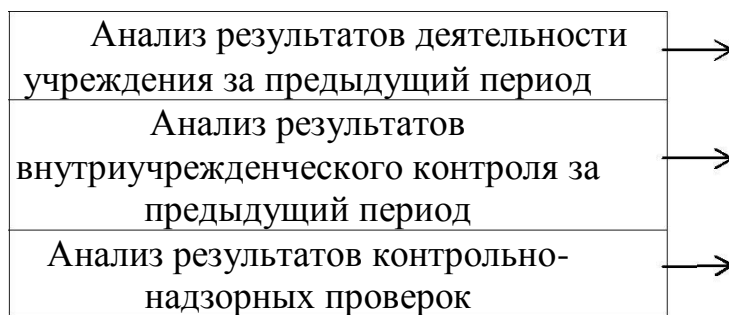 Анализ результатов деятельности
учреждения за предыдущий период
Анализ результатов
внутриучрежденческого контроля за
предыдущий период
Анализ результатов контрольно-
надзорных проверок